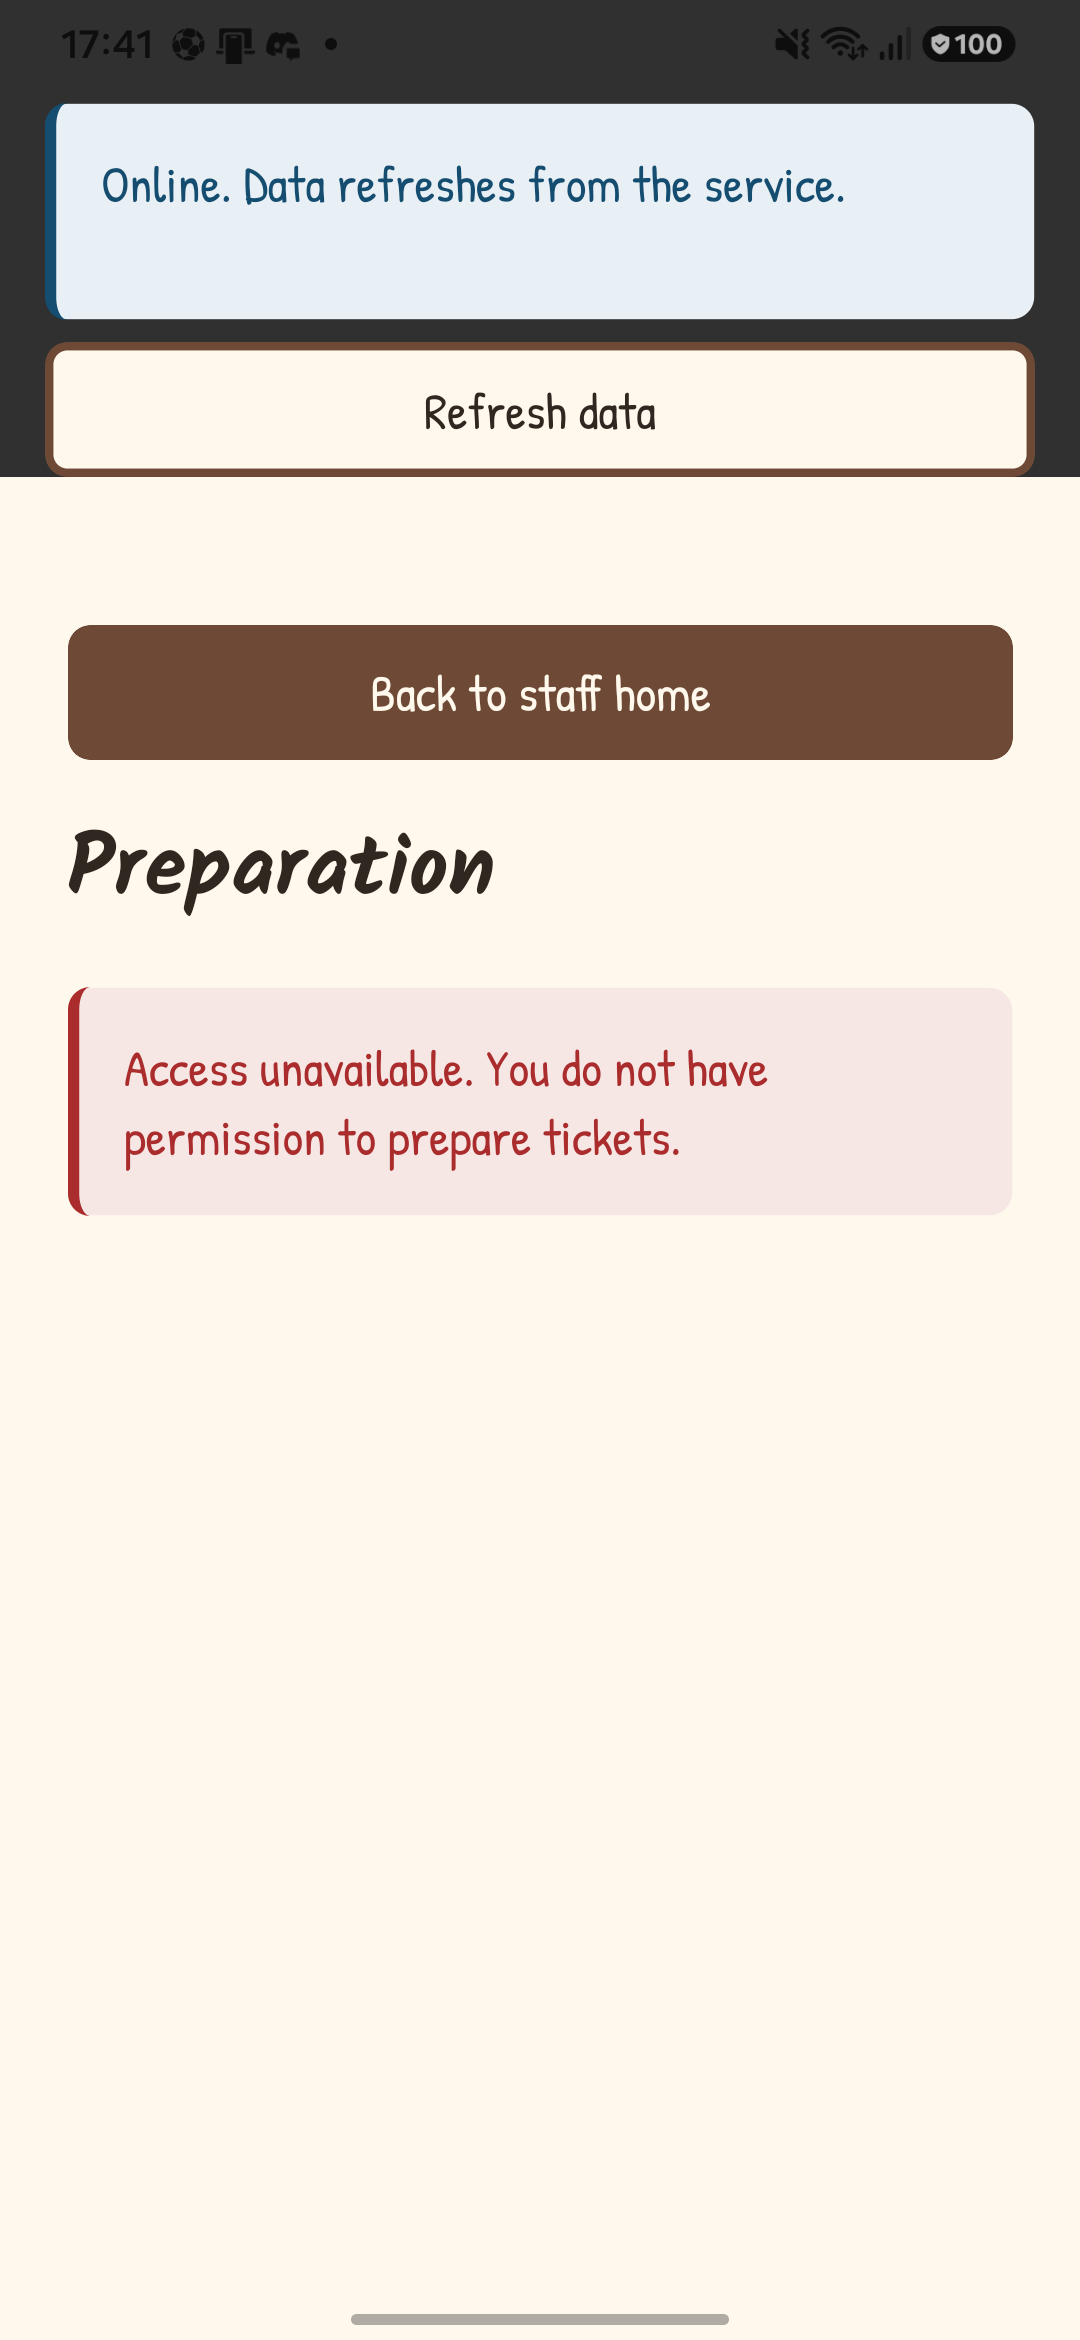 17:41
100
Online. Data refreshes from the service.
Refresh data
Back to staff home
Preparation
Access unavailable. You do not have
permission to prepare tickets.